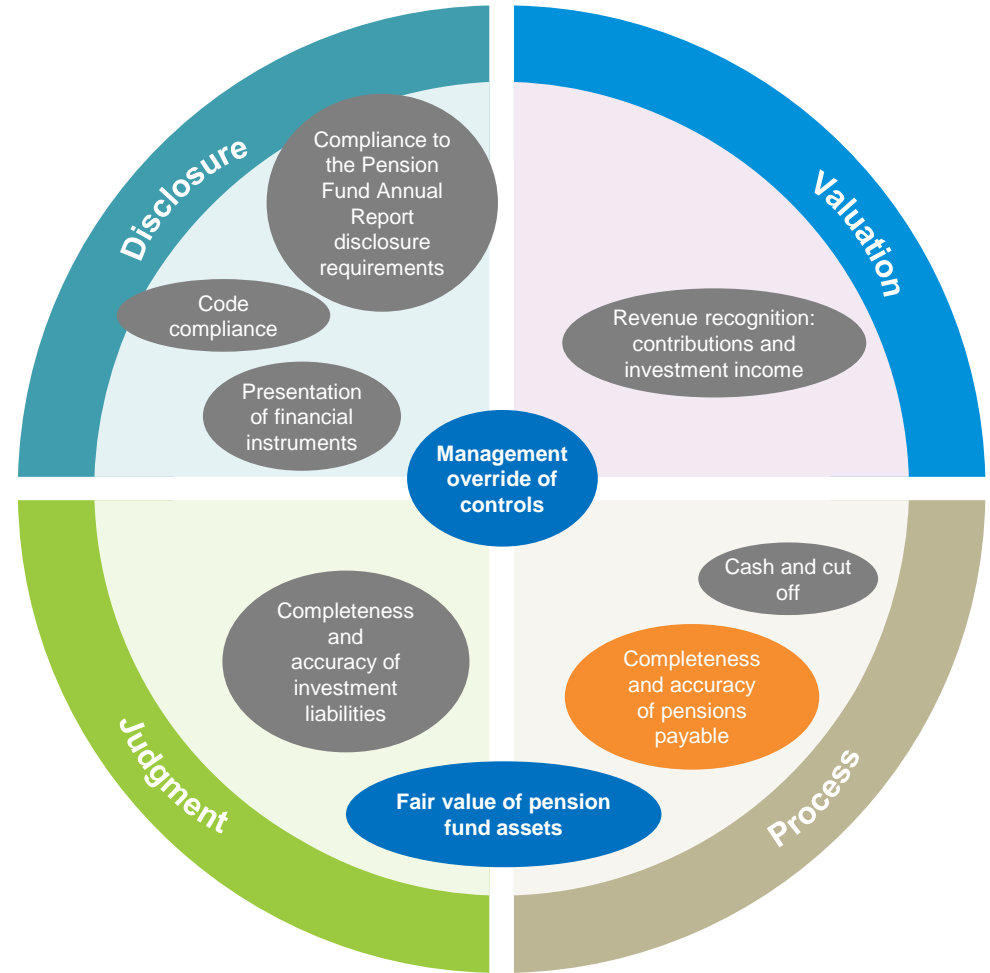 Disclosure
Compliance to
the Pension
Fund Annual
Report
disclosure
requirements
Code
compliance
Presentation
of financial
instruments
Valuation
Revenue recognition:
contributions and
investment income
Management
override of
controls
Judgment
Completeness
and
accuracy of
investment
liabilities
Process
Cash and cut
off
Completeness
and accuracy
of pensions
payable
Fair value of pension
fund assets